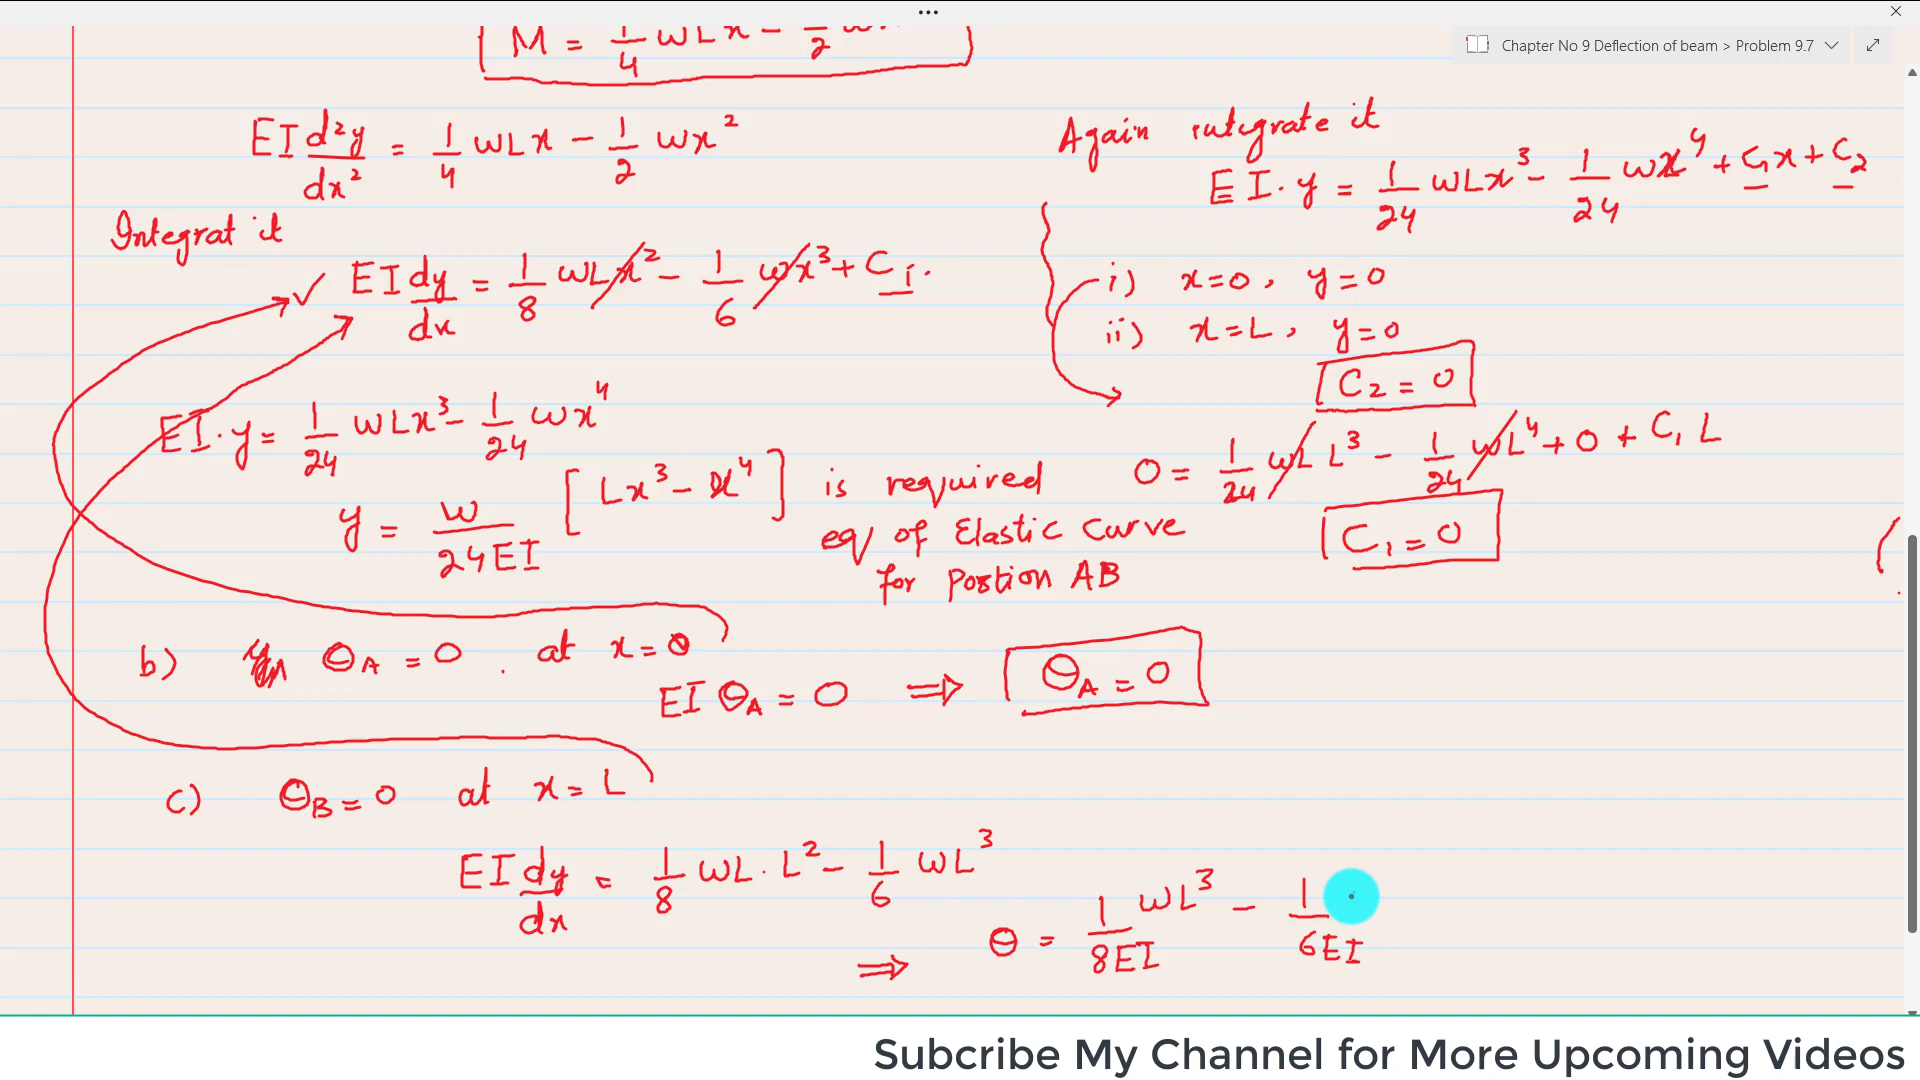 ...
Chapter No 9 Deflection of beam > Problem 9.7
M = 1/4 wLx - 1/2 w
EI d²y/dx² = 1/4 wLx - 1/2 wx²
Integrat it
EI dy/dx = 1/8 wLx² - 1/6 wx³ + C₁.
EI.y = 1/24 wLx³ - 1/24 wx⁴
y = w/24EI [Lx³ - x⁴] is required
eq of Elastic Curve
for Portion AB
Again integrate it
EI.y = 1/24 wLx³ - 1/24 wx⁴ + C₁x + C₂
i) x=0, y=0
ii) x=L, y=0
C₂ = 0
0 = 1/24 wL L³ - 1/24 wL⁴ + 0 + C₁ L
C₁ = 0
b) θA = 0 . at x=0
EI θA = 0 ⇒ θA = 0
c) θB = 0 at x = L
EI dy/dx = 1/8 wL.L² - 1/6 wL³
⇒ θ = 1/8EI wL³ - 1/6EI
Subcribe My Channel for More Upcoming Videos